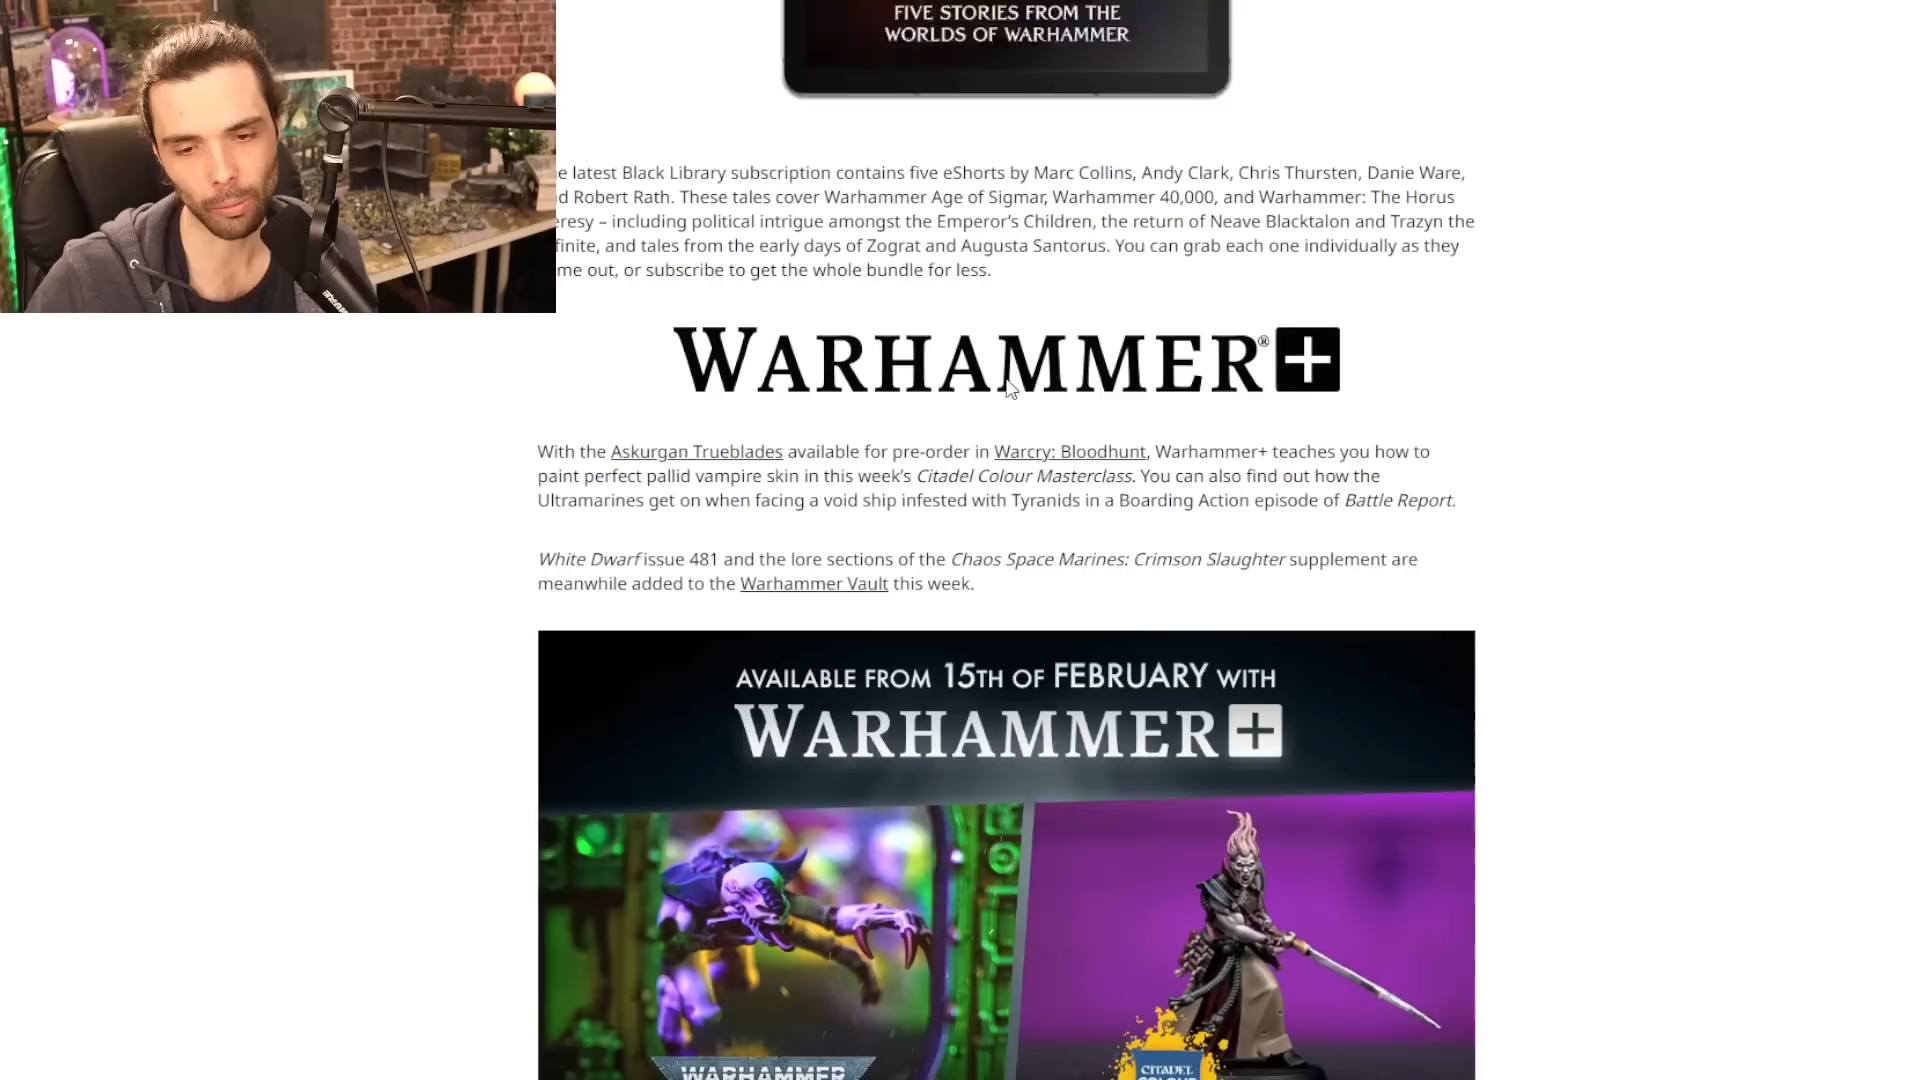 FIVE STORIES FROM THE
WORLDS OF WARHAMMER
e latest Black Library subscription contains five eShorts by Marc Collins, Andy Clark, Chris Thursten, Danie Ware,
d Robert Rath. These tales cover Warhammer Age of Sigmar, Warhammer 40,000, and Warhammer: The Horus
eresy – including political intrigue amongst the Emperor's Children, the return of Neave Blacktalon and Trazyn the
finite, and tales from the early days of Zograt and Augusta Santorus. You can grab each one individually as they
me out, or subscribe to get the whole bundle for less.
WARHAMMER®+
With the Askurgan Trueblades available for pre-order in Warcry: Bloodhunt, Warhammer+ teaches you how to
paint perfect pallid vampire skin in this week's Citadel Colour Masterclass. You can also find out how the
Ultramarines get on when facing a void ship infested with Tyranids in a Boarding Action episode of Battle Report.
White Dwarf issue 481 and the lore sections of the Chaos Space Marines: Crimson Slaughter supplement are
meanwhile added to the Warhammer Vault this week.
AVAILABLE FROM 15TH OF FEBRUARY WITH
WARHAMMER+
WARHAMMER
CITADEL
COLOUR
SHURE